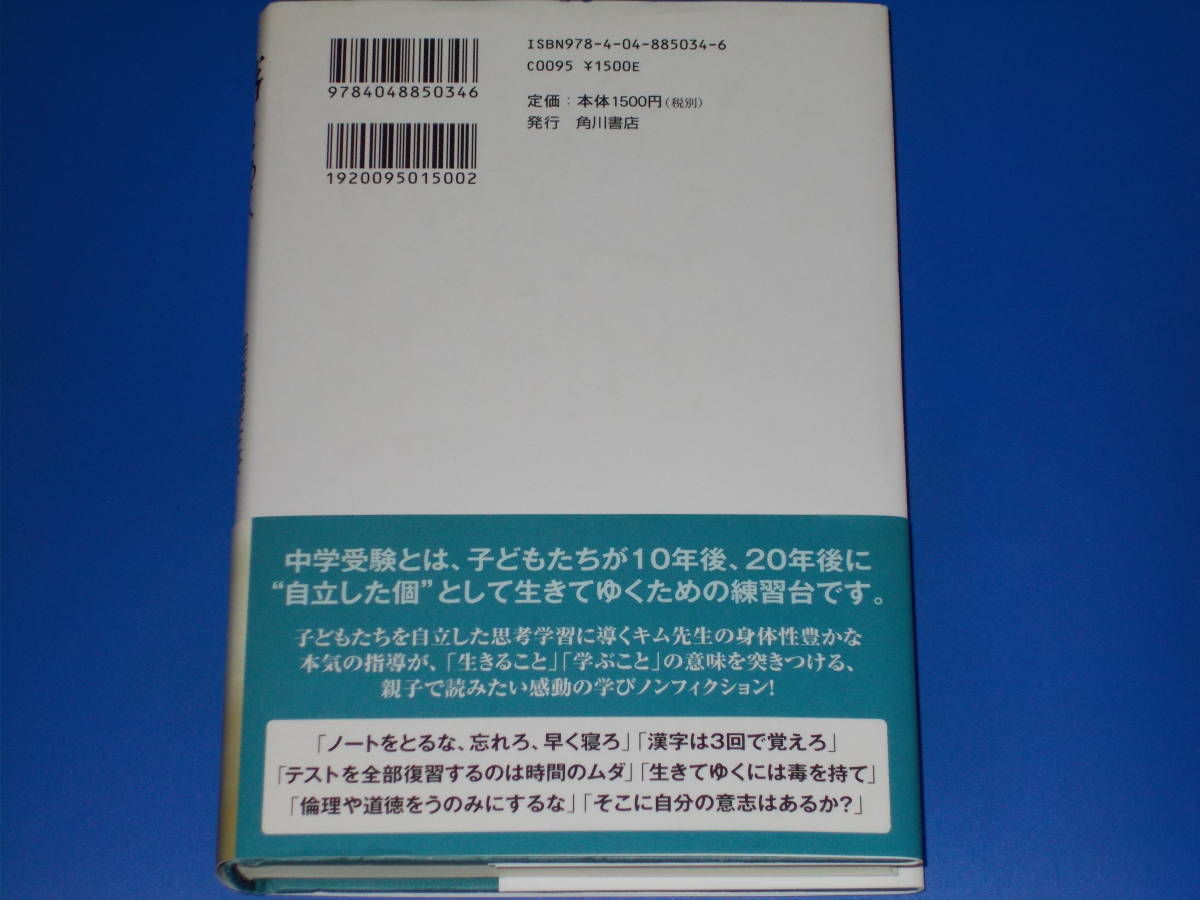 ISBN978-4-04-885034-6
C0095 ¥1500E
9784048850346
定価：本体1500円（税別）
発行 角川書店
1920095015002
中学受験とは、子どもたちが10年後、20年後に
“自立した個”として生きてゆくための練習台です。
子どもたちを自立した思考学習に導くキム先生の身体性豊かな
本気の指導が、「生きること」「学ぶこと」の意味を突きつける、
親子で読みたい感動の学びノンフィクション！
「ノートをとるな、忘れろ、早く寝ろ」「漢字は3回で覚えろ」
「テストを全部復習するのは時間のムダ」「生きてゆくには毒を持て」
「倫理や道徳をうのみにするな」「そこに自分の意志はあるか？」